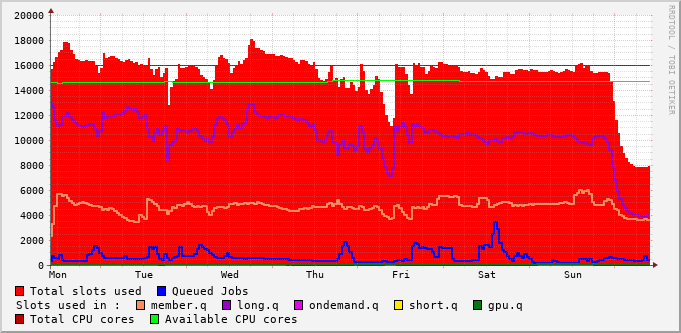 20000
18000
16000
14000
12000
10000
8000
6000
4000
2000
0
Mon Tue Wed Thu Fri Sat Sun
RRDTOOL / TOBI OETIKER
Total slots used Queued Jobs
Slots used in : member.q long.q ondemand.q short.q gpu.q
Total CPU cores Available CPU cores